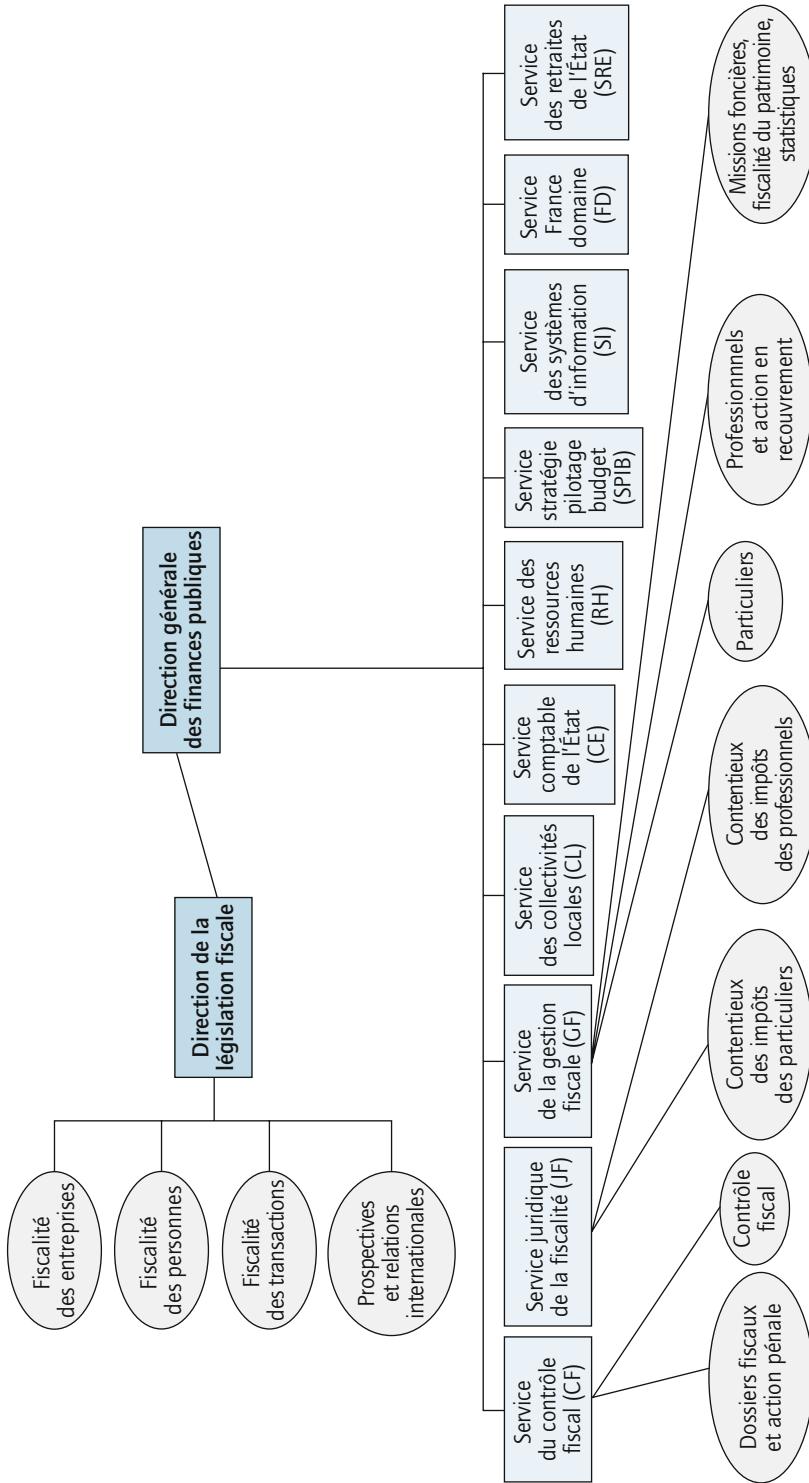 Direction générale
des finances publiques
Direction de la
législation fiscale
Fiscalité
des entreprises
Fiscalité
des personnes
Fiscalité
des transactions
Prospectives
et relations
internationales
Service
du contrôle
fiscal (CF)
Service juridique
de la fiscalité (JF)
Service
de la gestion
fiscale (GF)
Service
des collectivités
locales (CL)
Service
comptable
de l'État
(CE)
Service des
ressources
humaines
(RH)
Service
stratégie
pilotage
budget
(SPIB)
Service
des systèmes
d'information
(SI)
Service
France
domaine
(FD)
Service
des retraites
de l'État
(SRE)
Dossiers fiscaux
et action pénale
Contrôle
fiscal
Contentieux
des impôts
des particuliers
Contentieux
des impôts
des professionnels
Particuliers
Professionnnels
et action en
recouvrement
Missions foncières,
fiscalité du patrimoine,
statistiques